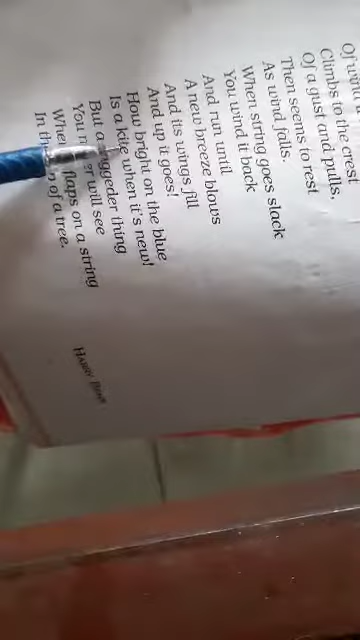 Of
Climbs to the crest
Of a gust and pulls,
Then seems to rest
As wind falls.
When string goes slack
You wind it back
And run until
A new breeze blows
And its wings fill
And up it goes!
How bright on the blue
Is a kite when it's new!
But a raggeder thing
You never will see
When it flaps on a string
In the top of a tree.
HARRY BEHN